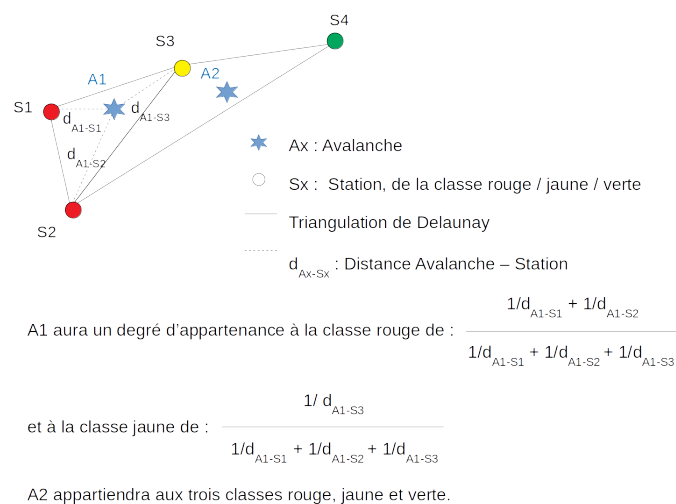 S4
S3
A1
A2
S1
d A1-S1
d A1-S3
d A1-S2
S2
Ax : Avalanche
Sx : Station, de la classe rouge / jaune / verte
Triangulation de Delaunay
d Ax-Sx : Distance Avalanche – Station
1/d A1-S1 + 1/d A1-S2
A1 aura un degré d'appartenance à la classe rouge de :
1/d A1-S1 + 1/d A1-S2 + 1/d A1-S3
1/ d A1-S3
et à la classe jaune de :
1/d A1-S1 + 1/d A1-S2 + 1/d A1-S3
A2 appartiendra aux trois classes rouge, jaune et verte.